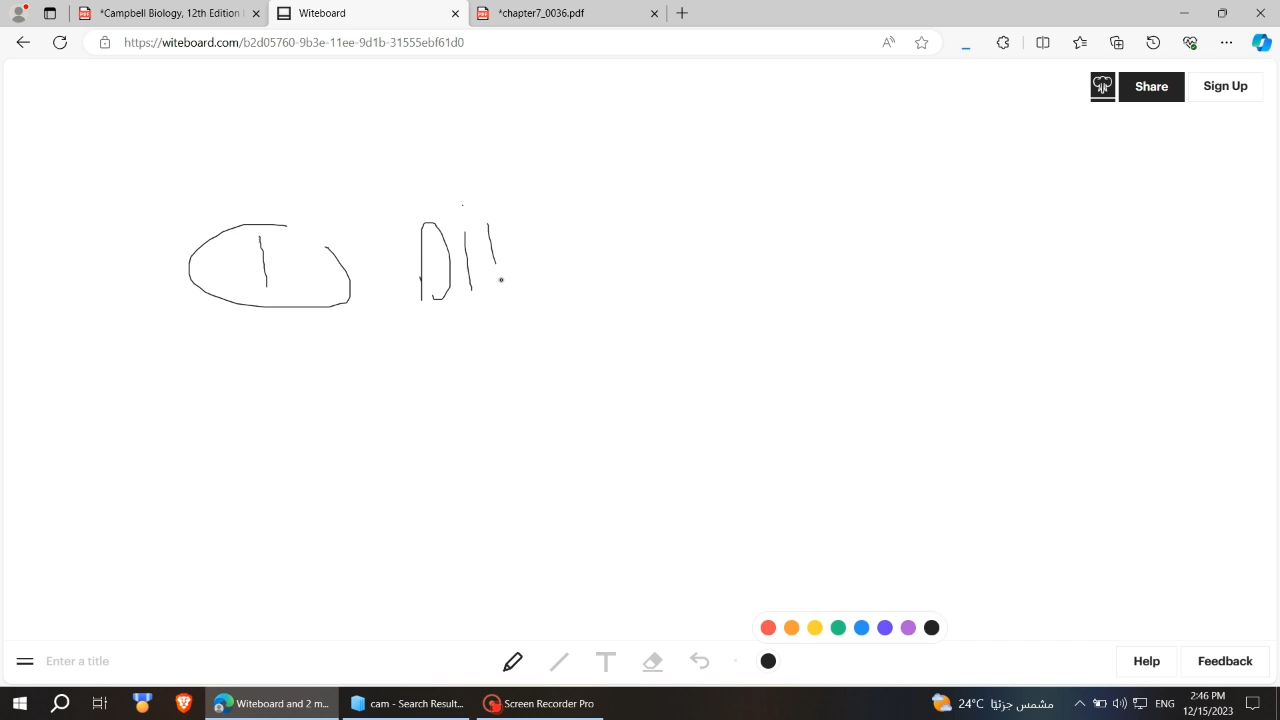 *Campbell Biology, 12th Edition
Witeboard
*chapter7_0036.pdf
https://witeboard.com/b2d05760-9b3e-11ee-9d1b-31555ebf61d0
Share
Sign Up
1 Di
Enter a title
Help
Feedback
Witeboard and 2 m...
cam - Search Result...
Screen Recorder Pro
24°C مشمس جزئيًا
ENG
2:46 PM
12/15/2023